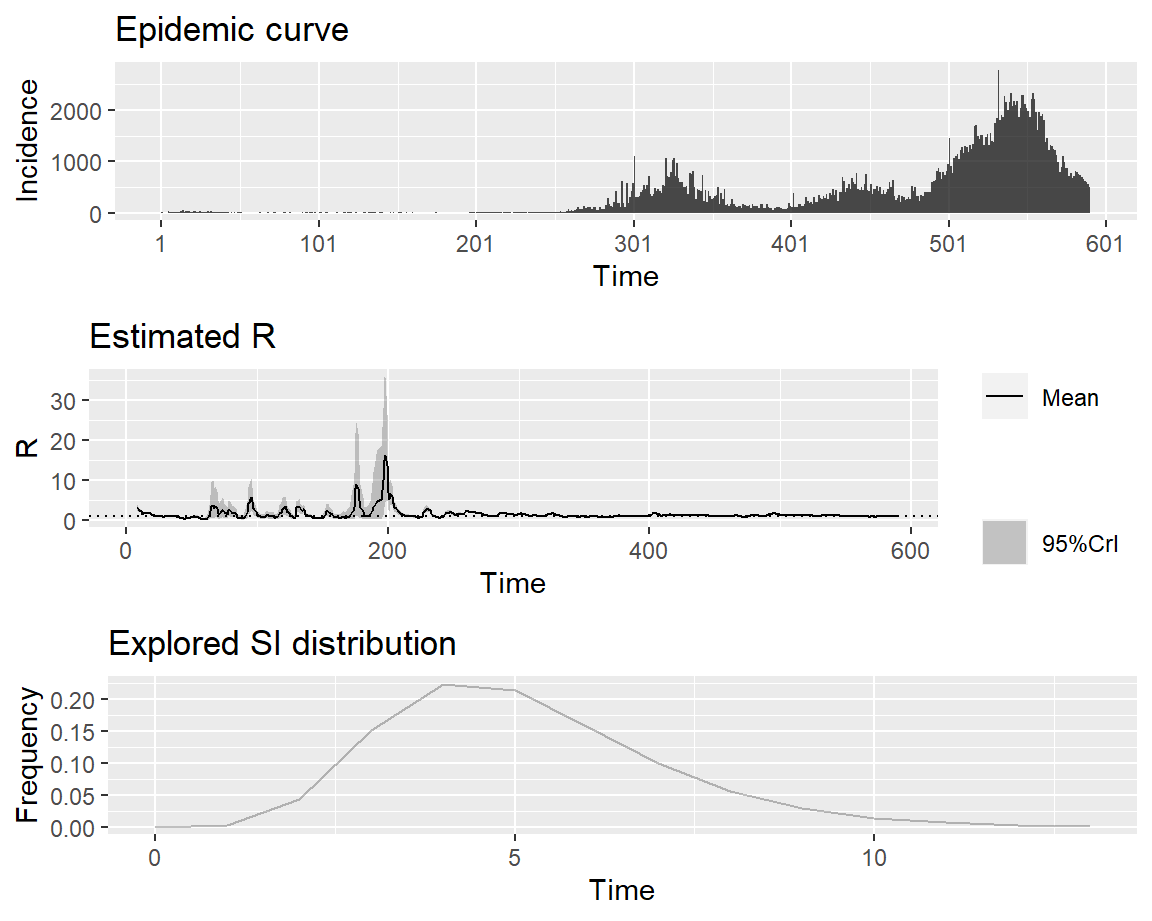 Epidemic curve
Incidence
2000
1000
0
1 101 201 301 401 501 601
Time
Estimated R
R
30
20
10
0
0 200 400 600
Time
Mean
95%CrI
Explored SI distribution
Frequency
0.20
0.15
0.10
0.05
0.00
0 5 10
Time